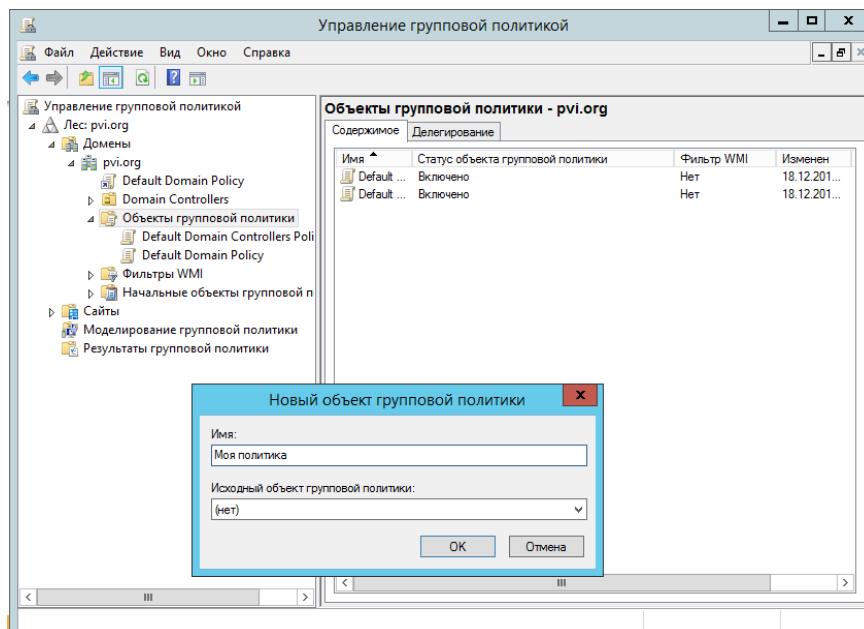 Управление групповой политикой
Файл Действие Вид Окно Справка
Управление групповой политикой
Лес: pvi.org
Домены
pvi.org
Default Domain Policy
Domain Controllers
Объекты групповой политики
Default Domain Controllers Poli
Default Domain Policy
Фильтры WMI
Начальные объекты групповой п
Сайты
Моделирование групповой политики
Результаты групповой политики
Объекты групповой политики - pvi.org
Содержимое Делегирование
Имя Статус объекта групповой политики Фильтр WMI Изменен
Default ... Включено Нет 18.12.201...
Default ... Включено Нет 18.12.201...
Новый объект групповой политики
Имя:
Моя политика
Исходный объект групповой политики:
(нет)
OK Отмена